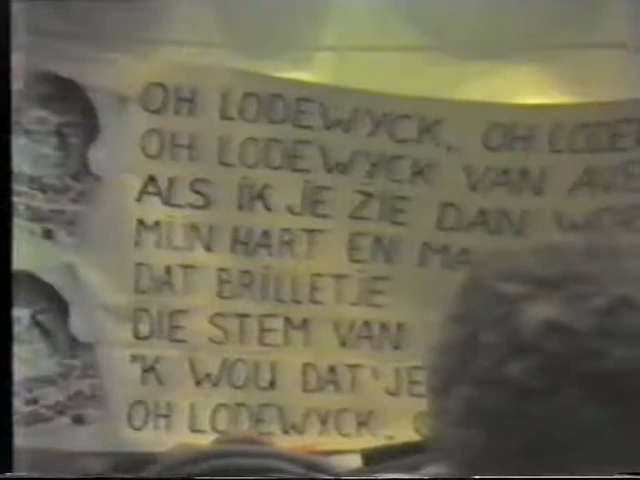 OH LODEWYCK, OH
OH LODEWYCK VAN
ALS IK JE ZIE DAN
MIJN HART EN
DAT BRILLETJE
DIE STEM VAN
'K WOU DAT 'JE
OH LODEWYCK,